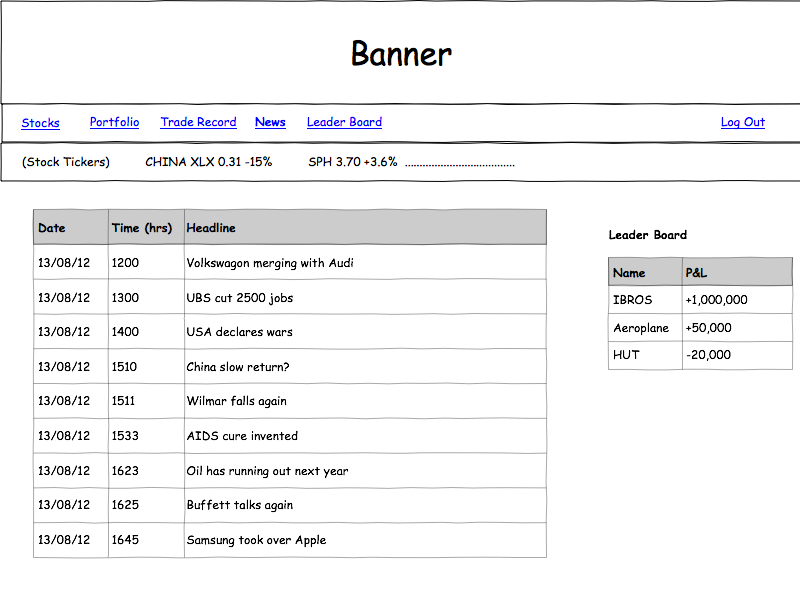 Banner
Stocks Portfolio Trade Record News Leader Board Log Out
(Stock Tickers) CHINA XLX 0.31 -15% SPH 3.70 +3.6% ......................................
Date Time (hrs) Headline
13/08/12 1200 Volkswagon merging with Audi
13/08/12 1300 UBS cut 2500 jobs
13/08/12 1400 USA declares wars
13/08/12 1510 China slow return?
13/08/12 1511 Wilmar falls again
13/08/12 1533 AIDS cure invented
13/08/12 1623 Oil has running out next year
13/08/12 1625 Buffett talks again
13/08/12 1645 Samsung took over Apple
Leader Board
Name P&L
IBROS +1,000,000
Aeroplane +50,000
HUT -20,000